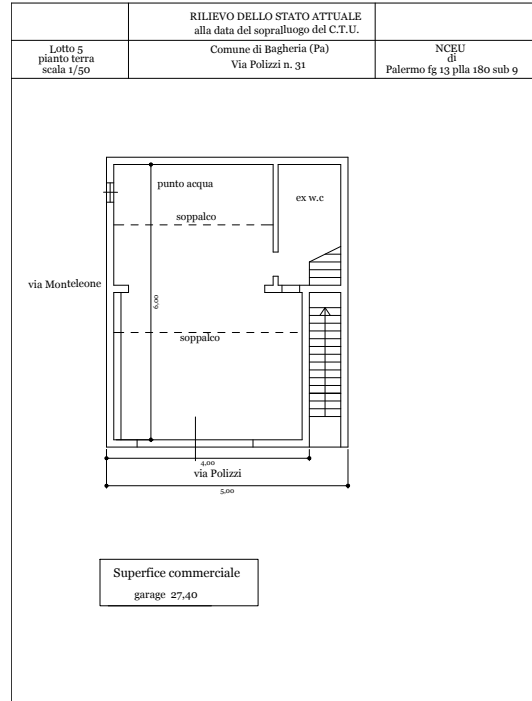 RILIEVO DELLO STATO ATTUALE
alla data del sopralluogo del C.T.U.
Lotto 5
pianto terra
scala 1/50
Comune di Bagheria (Pa)
Via Polizzi n. 31
NCEU
di
Palermo fg 13 plla 180 sub 9
punto acqua
ex w.c
soppalco
via Monteleone
6,00
soppalco
4,00
via Polizzi
5,00
Superfice commerciale
garage 27,40